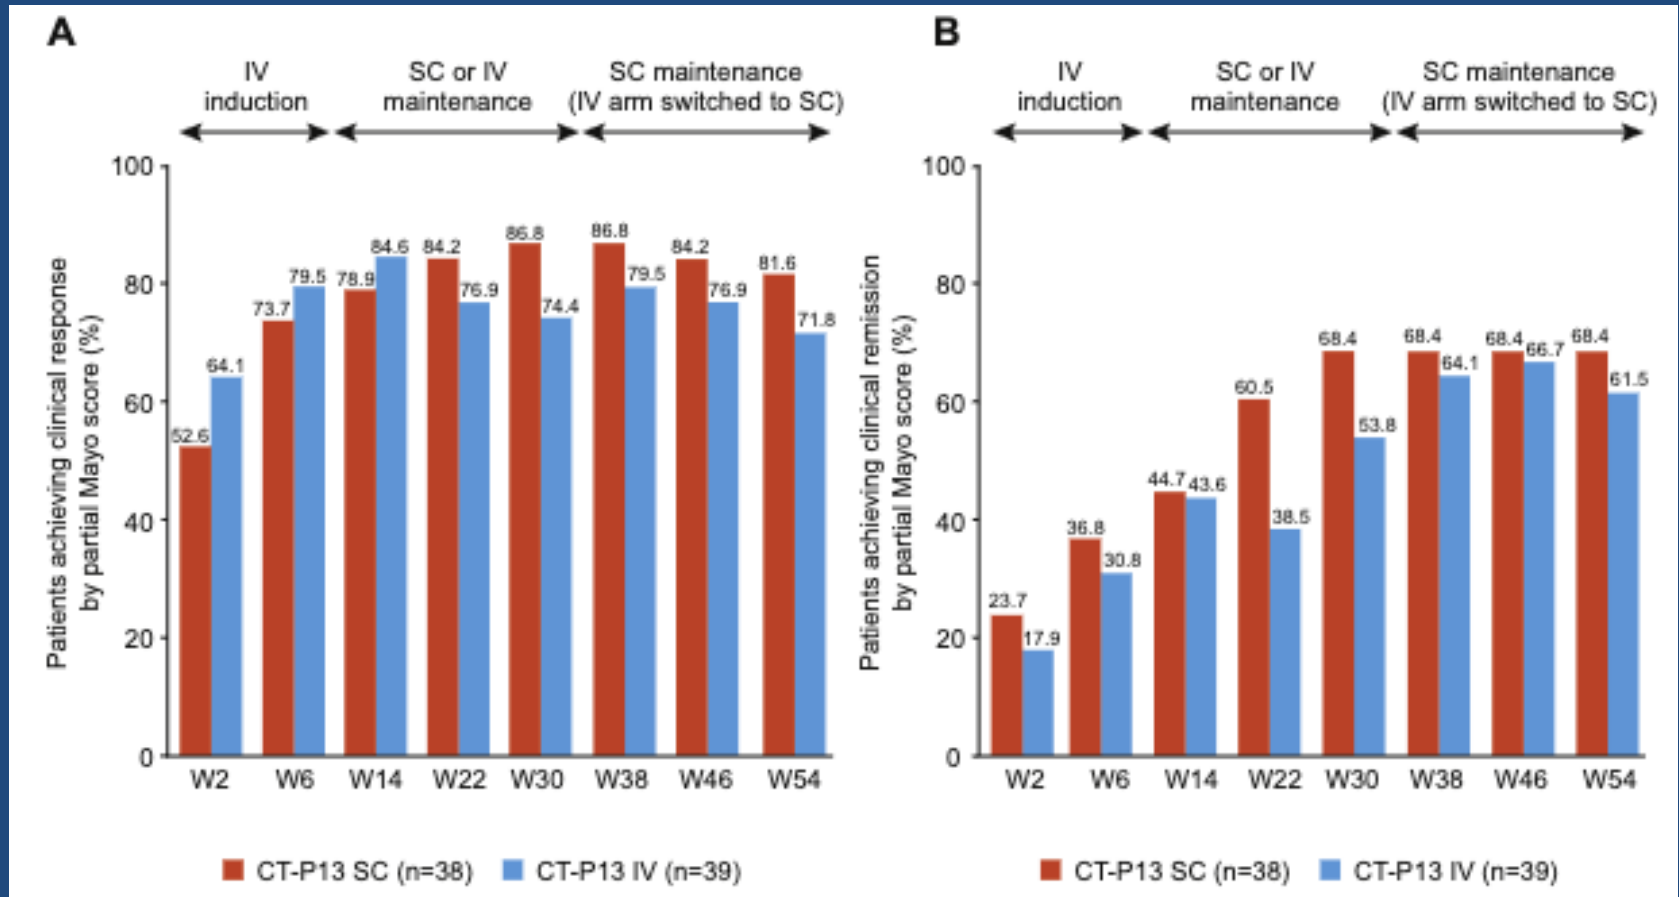 A
IV
induction
SC or IV
maintenance
SC maintenance
(IV arm switched to SC)
Patients achieving clinical response
by partial Mayo score (%)
100
80
60
40
20
0
52.6
64.1
73.7
79.5
78.9
84.6
84.2
76.9
86.8
74.4
86.8
79.5
84.2
76.9
81.6
71.8
W2
W6
W14
W22
W30
W38
W46
W54
CT-P13 SC (n=38)
CT-P13 IV (n=39)
B
IV
induction
SC or IV
maintenance
SC maintenance
(IV arm switched to SC)
Patients achieving clinical remission
by partial Mayo score (%)
100
80
60
40
20
0
23.7
17.9
36.8
30.8
44.7
43.6
60.5
38.5
68.4
53.8
68.4
64.1
68.4
66.7
68.4
61.5
W2
W6
W14
W22
W30
W38
W46
W54
CT-P13 SC (n=38)
CT-P13 IV (n=39)